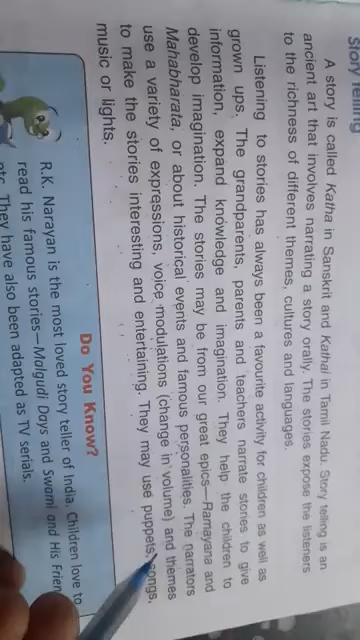 Story Telling
A story is called Katha in Sanskrit and Kathai in Tamil Nadu. Story telling is an
ancient art that involves narrating a story orally. The stories expose the listeners
to the richness of different themes, cultures and languages.
Listening to stories has always been a favourite activity for children as well as
grown ups. The grandparents, parents and teachers narrate stories to give
information, expand knowledge and imagination. They help the children to
develop imagination. The stories may be from our great epics—Ramayana and
Mahabharata, or about historical events and famous personalities. The narrators
use a variety of expressions, voice modulations (change in volume) and themes
to make the stories interesting and entertaining. They may use puppets, songs,
music or lights.
Do You Know?
R.K. Narayan is the most loved story teller of India. Children love to
read his famous stories—Malgudi Days and Swami and His
They have also been adapted as TV serials.